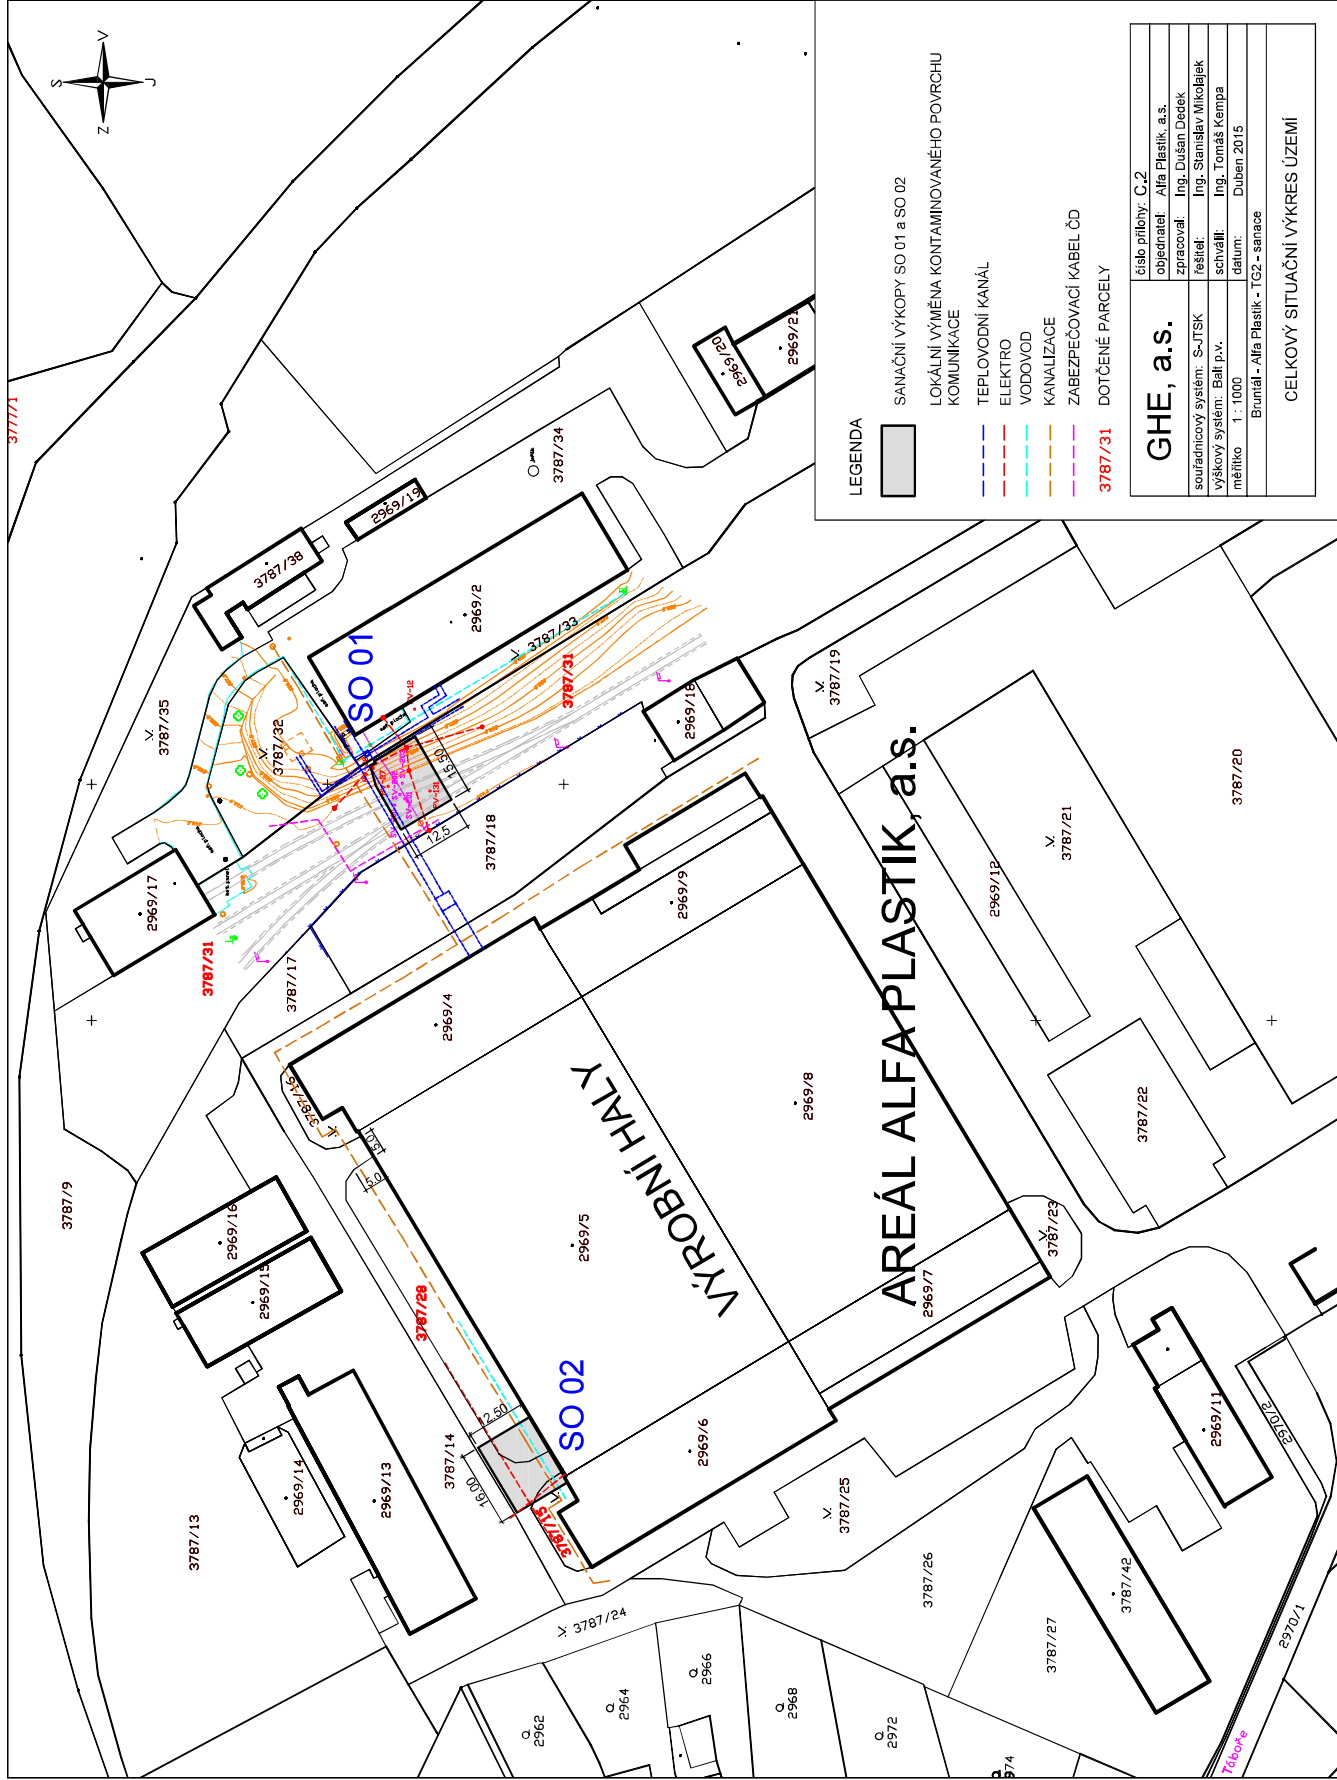 LEGENDA
SANAČNÍ VÝKOPY SO 01 a SO 02
LOKÁLNÍ VÝMĚNA KONTAMINOVANÉHO POVRCHU
KOMUNIKACE
TEPLOVODNÍ KANÁL
ELEKTRO
VODOVOD
KANALIZACE
ZABEZPEČOVACÍ KABEL ČD
3787/31 DOTČENÉ PARCELY
GHE, a.s.
číslo přílohy: C.2
objednatel: Alfa Plastik, a.s.
zpracoval: Ing. Dušan Dedek
souřadnicový systém: S-JTSK
řešitel: Ing. Stanislav Mikolajek
výškový systém: Balt p.v.
schválil: Ing. Tomáš Kempa
měřítko 1 : 1000
datum: Duben 2015
Bruntál - Alfa Plastik - TG2 - sanace
CELKOVÝ SITUAČNÍ VÝKRES ÚZEMÍ
S
V
J
Z
3777/1
3787/9
3787/13
2969/14
2969/13
2969/15
2969/16
3787/14
3787/28
3787/15
3787/16
3787/17
3787/31
2969/17
3787/35
3787/32
3787/38
2969/19
3787/34
2969/2
3787/33
3787/31
SO 01
SV-12
15.50
12.5
3787/18
2969/18
2969/20
2969/21
3787/19
3787/20
3787/21
2969/12
3787/22
3787/23
2969/4
2969/9
2969/5
2969/8
VÝROBNÍ HALY
AREÁL ALFA PLASTIK, a.s.
2969/7
2969/6
SO 02
16.00
12.50
5.0
15.0
3787/24
3787/25
3787/26
3787/27
3787/42
2969/11
2970/2
2970/1
Táboře
2962
2964
2966
2968
2972